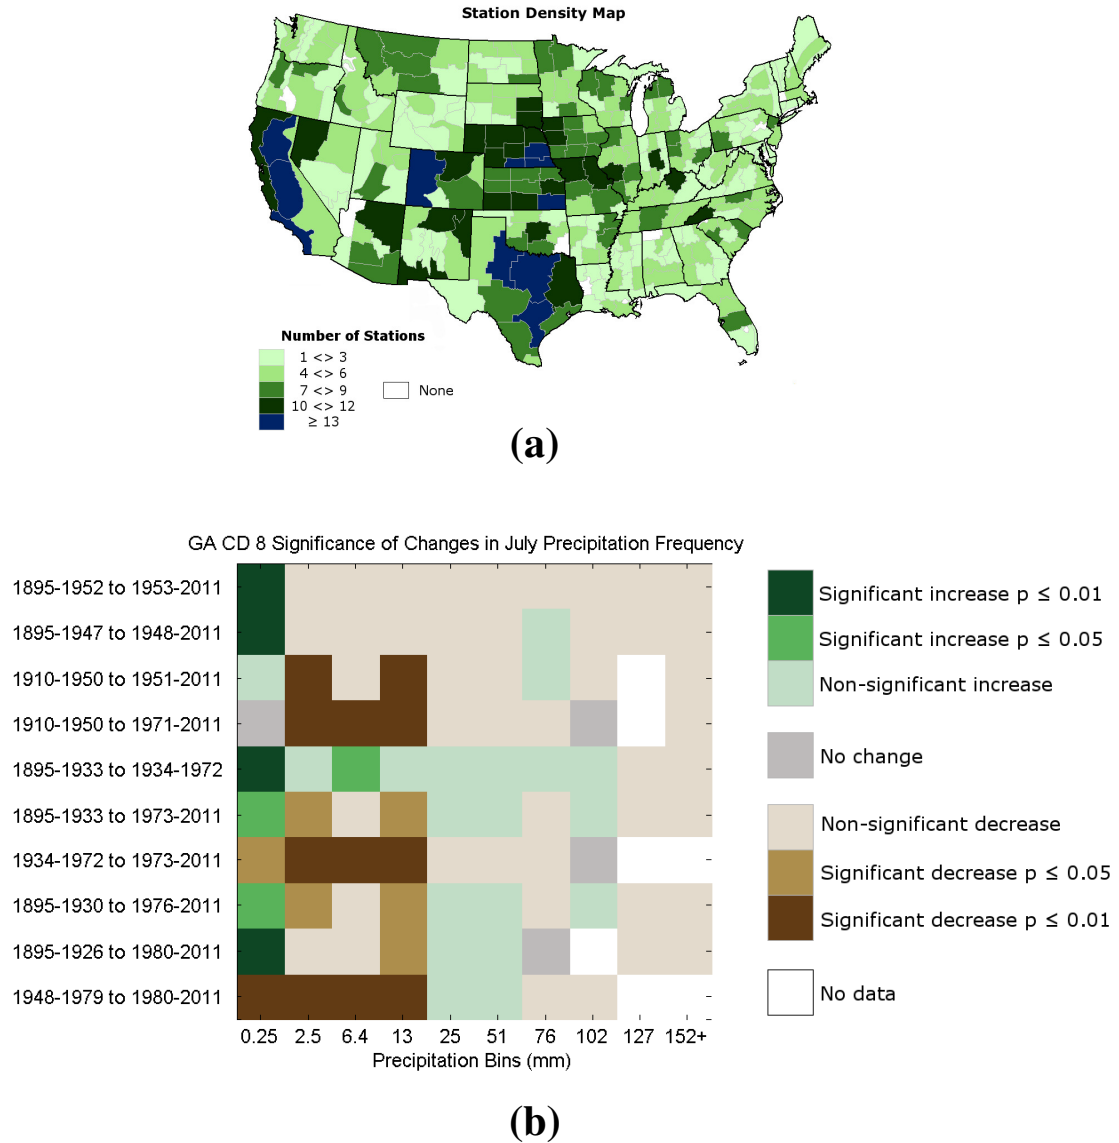 Station Density Map
Number of Stations
1 <> 3
4 <> 6
7 <> 9
None
10 <> 12
≥ 13
(a)
GA CD 8 Significance of Changes in July Precipitation Frequency
1895-1952 to 1953-2011
1895-1947 to 1948-2011
1910-1950 to 1951-2011
1910-1950 to 1971-2011
1895-1933 to 1934-1972
1895-1933 to 1973-2011
1934-1972 to 1973-2011
1895-1930 to 1976-2011
1895-1926 to 1980-2011
1948-1979 to 1980-2011
0.25 2.5 6.4 13 25 51 76 102 127 152+
Precipitation Bins (mm)
Significant increase p ≤ 0.01
Significant increase p ≤ 0.05
Non-significant increase
No change
Non-significant decrease
Significant decrease p ≤ 0.05
Significant decrease p ≤ 0.01
No data
(b)